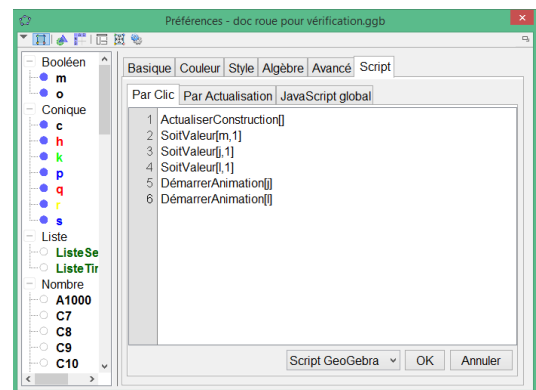 Préférences - doc roue pour vérification.ggb
Booléen
m
o
Conique
c
h
k
p
q
r
s
Liste
ListeSe
ListeTir
Nombre
A1000
C7
C8
C9
C10
Basique Couleur Style Algèbre Avancé Script
Par Clic Par Actualisation JavaScript global
1 ActualiserConstruction[]
2 SoitValeur[m,1]
3 SoitValeur[j,1]
4 SoitValeur[l,1]
5 DémarrerAnimation[j]
6 DémarrerAnimation[l]
Script GeoGebra OK Annuler